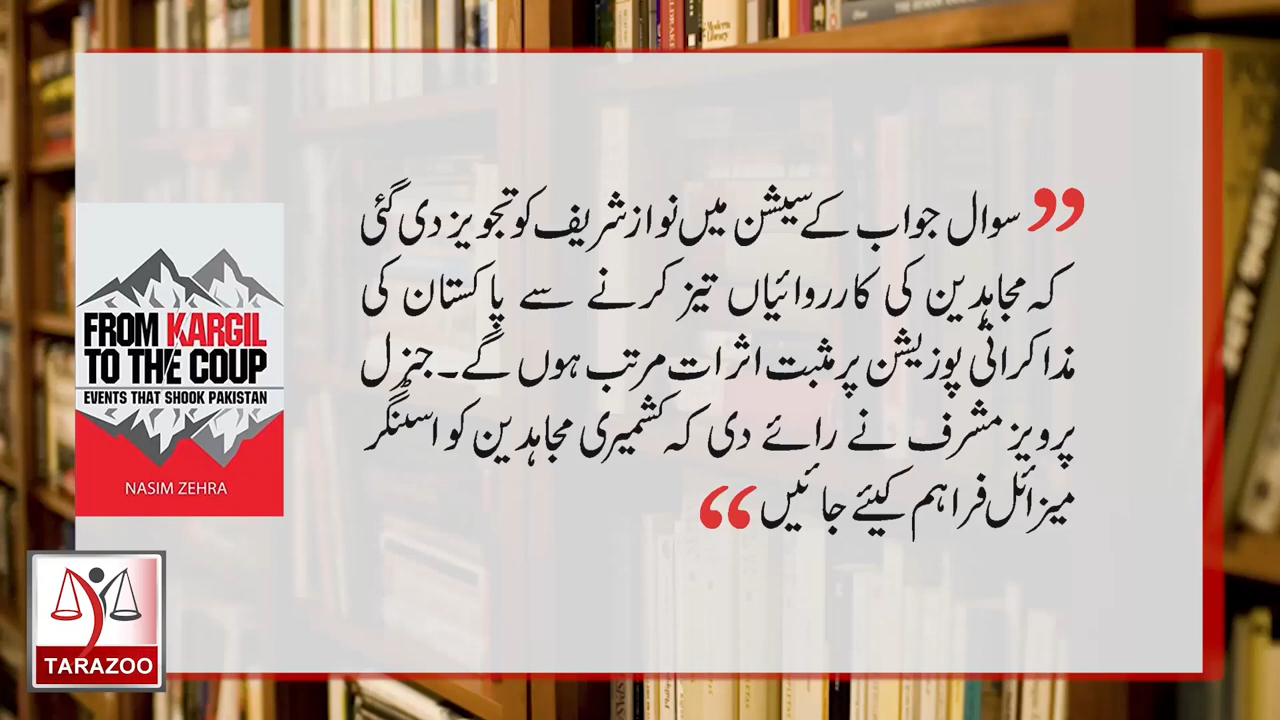 سوال جواب کے سیشن میں نواز شریف کو تجویز دی گئی
کہ مجاہدین کی کارروائیاں تیز کرنے سے پاکستان کی
مذاکراتی پوزیشن پر مثبت اثرات مرتب ہوں گے۔ جنرل
پرویز مشرف نے رائے دی کہ کشمیری مجاہدین کو اسٹنگر
میزائل فراہم کیئے جائیں
FROM KARGIL
TO THE COUP
EVENTS THAT SHOOK PAKISTAN
NASIM ZEHRA
TARAZOO
Modern
Library